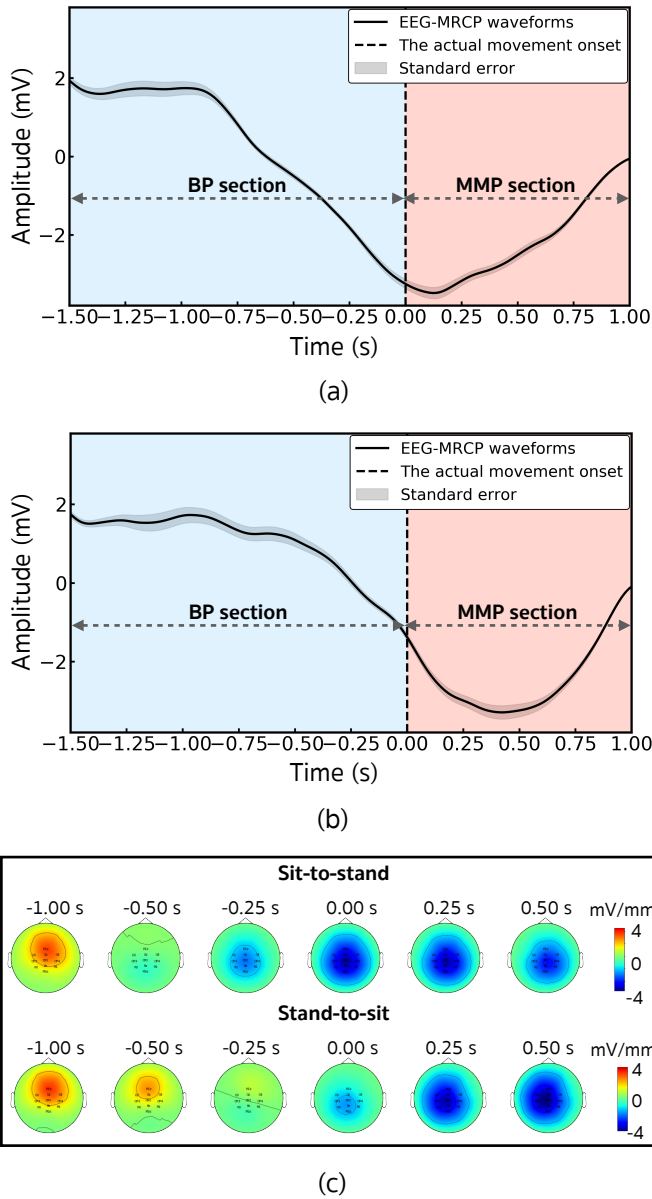 EEG-MRCP waveforms
The actual movement onset
Standard error
Amplitude (mV)
2
0
−2
BP section
MMP section
−1.50 −1.25 −1.00 −0.75 −0.50 −0.25 0.00 0.25 0.50 0.75 1.00
Time (s)
(a)
EEG-MRCP waveforms
The actual movement onset
Standard error
Amplitude (mV)
2
0
−2
BP section
MMP section
−1.50 −1.25 −1.00 −0.75 −0.50 −0.25 0.00 0.25 0.50 0.75 1.00
Time (s)
(b)
Sit-to-stand
-1.00 s -0.50 s -0.25 s 0.00 s 0.25 s 0.50 s mV/mm
4
0
-4
Stand-to-sit
-1.00 s -0.50 s -0.25 s 0.00 s 0.25 s 0.50 s mV/mm
4
0
-4
(c)